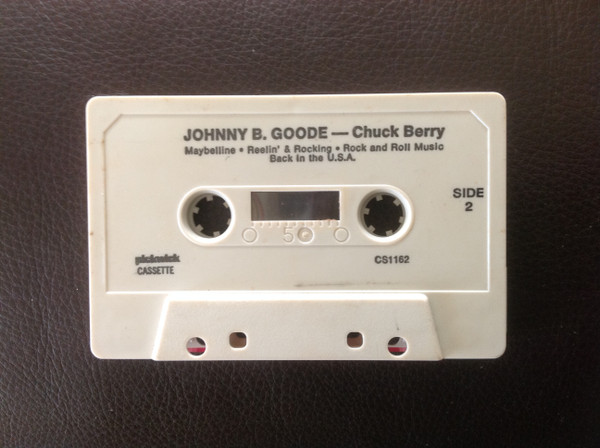 JOHNNY B. GOODE — Chuck Berry
Maybelline • Reelin' & Rocking • Rock and Roll Music
Back in the U.S.A.
SIDE
2
5
pickwick
CASSETTE
CS1162